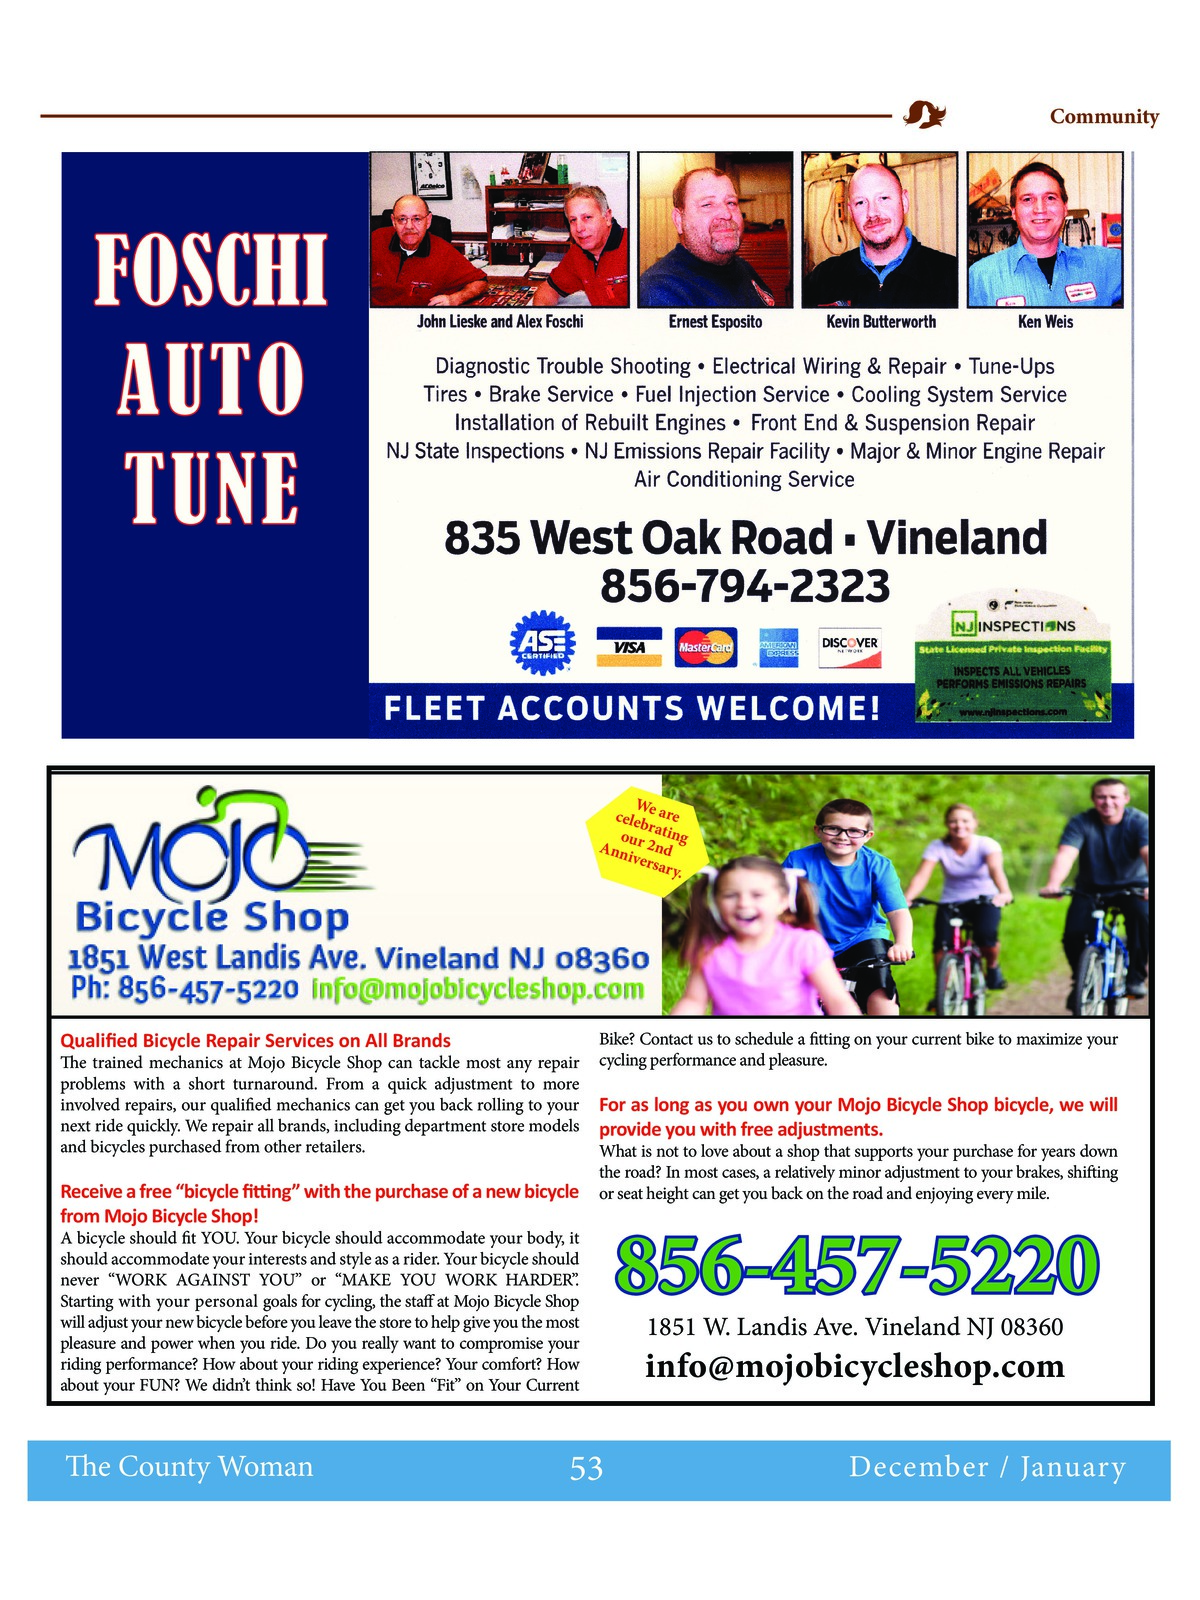 Community
FOSCHI
AUTO
TUNE
ACDelco
John Lieske and Alex Foschi
Ernest Esposito
Kevin Butterworth
Ken Weis
Diagnostic Trouble Shooting • Electrical Wiring & Repair • Tune-Ups
Tires • Brake Service • Fuel Injection Service • Cooling System Service
Installation of Rebuilt Engines • Front End & Suspension Repair
NJ State Inspections • NJ Emissions Repair Facility • Major & Minor Engine Repair
Air Conditioning Service
835 West Oak Road ▪ Vineland
856-794-2323
ASE
CERTIFIED
VISA
MasterCard
AMERICAN
EXPRESS
DISCOVER
NETWORK
NJ INSPECTIONS
State Licensed Private Inspection Facility
INSPECTS ALL VEHICLES
PERFORMS EMISSIONS REPAIRS
www.njinspections.com
FLEET ACCOUNTS WELCOME!
MOJO
Bicycle Shop
1851 West Landis Ave. Vineland NJ 08360
Ph: 856-457-5220 info@mojobicycleshop.com
We are
celebrating
our 2nd
Anniversary.
Qualified Bicycle Repair Services on All Brands
The trained mechanics at Mojo Bicycle Shop can tackle most any repair
problems with a short turnaround. From a quick adjustment to more
involved repairs, our qualified mechanics can get you back rolling to your
next ride quickly. We repair all brands, including department store models
and bicycles purchased from other retailers.
Receive a free “bicycle fitting” with the purchase of a new bicycle
from Mojo Bicycle Shop!
A bicycle should fit YOU. Your bicycle should accommodate your body, it
should accommodate your interests and style as a rider. Your bicycle should
never “WORK AGAINST YOU” or “MAKE YOU WORK HARDER”.
Starting with your personal goals for cycling, the staff at Mojo Bicycle Shop
will adjust your new bicycle before you leave the store to help give you the most
pleasure and power when you ride. Do you really want to compromise your
riding performance? How about your riding experience? Your comfort? How
about your FUN? We didn’t think so! Have You Been “Fit” on Your Current
Bike? Contact us to schedule a fitting on your current bike to maximize your
cycling performance and pleasure.
For as long as you own your Mojo Bicycle Shop bicycle, we will
provide you with free adjustments.
What is not to love about a shop that supports your purchase for years down
the road? In most cases, a relatively minor adjustment to your brakes, shifting
or seat height can get you back on the road and enjoying every mile.
856-457-5220
1851 W. Landis Ave. Vineland NJ 08360
info@mojobicycleshop.com
The County Woman
53
December / January